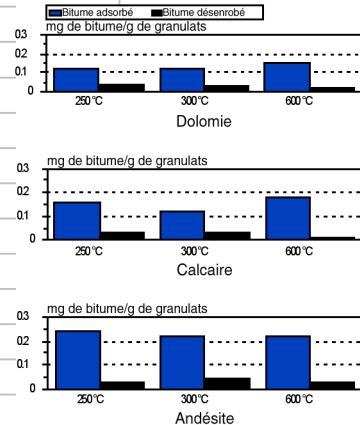 Bitume adsorbé Bitume désenrobé
mg de bitume/g de granulats
0.3
0.2
0.1
0
250 °C 300 °C 600 °C
Dolomie
mg de bitume/g de granulats
0.3
0.2
0.1
0
250 °C 300 °C 600 °C
Calcaire
mg de bitume/g de granulats
0.3
0.2
0.1
0
250 °C 300 °C 600 °C
Andésite